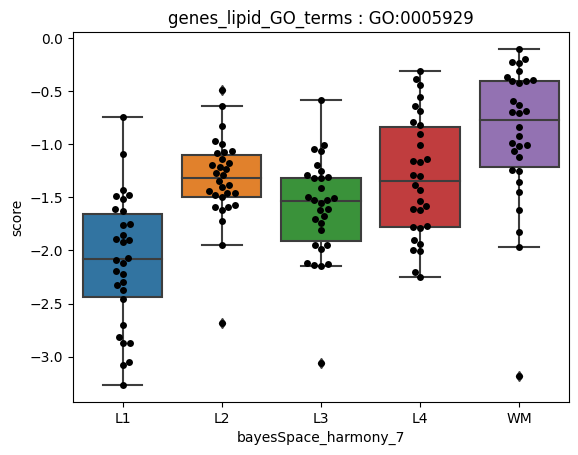 genes_lipid_GO_terms : GO:0005929
0.0
−0.5
−1.0
−1.5
−2.0
−2.5
−3.0
score
L1 L2 L3 L4 WM
bayesSpace_harmony_7